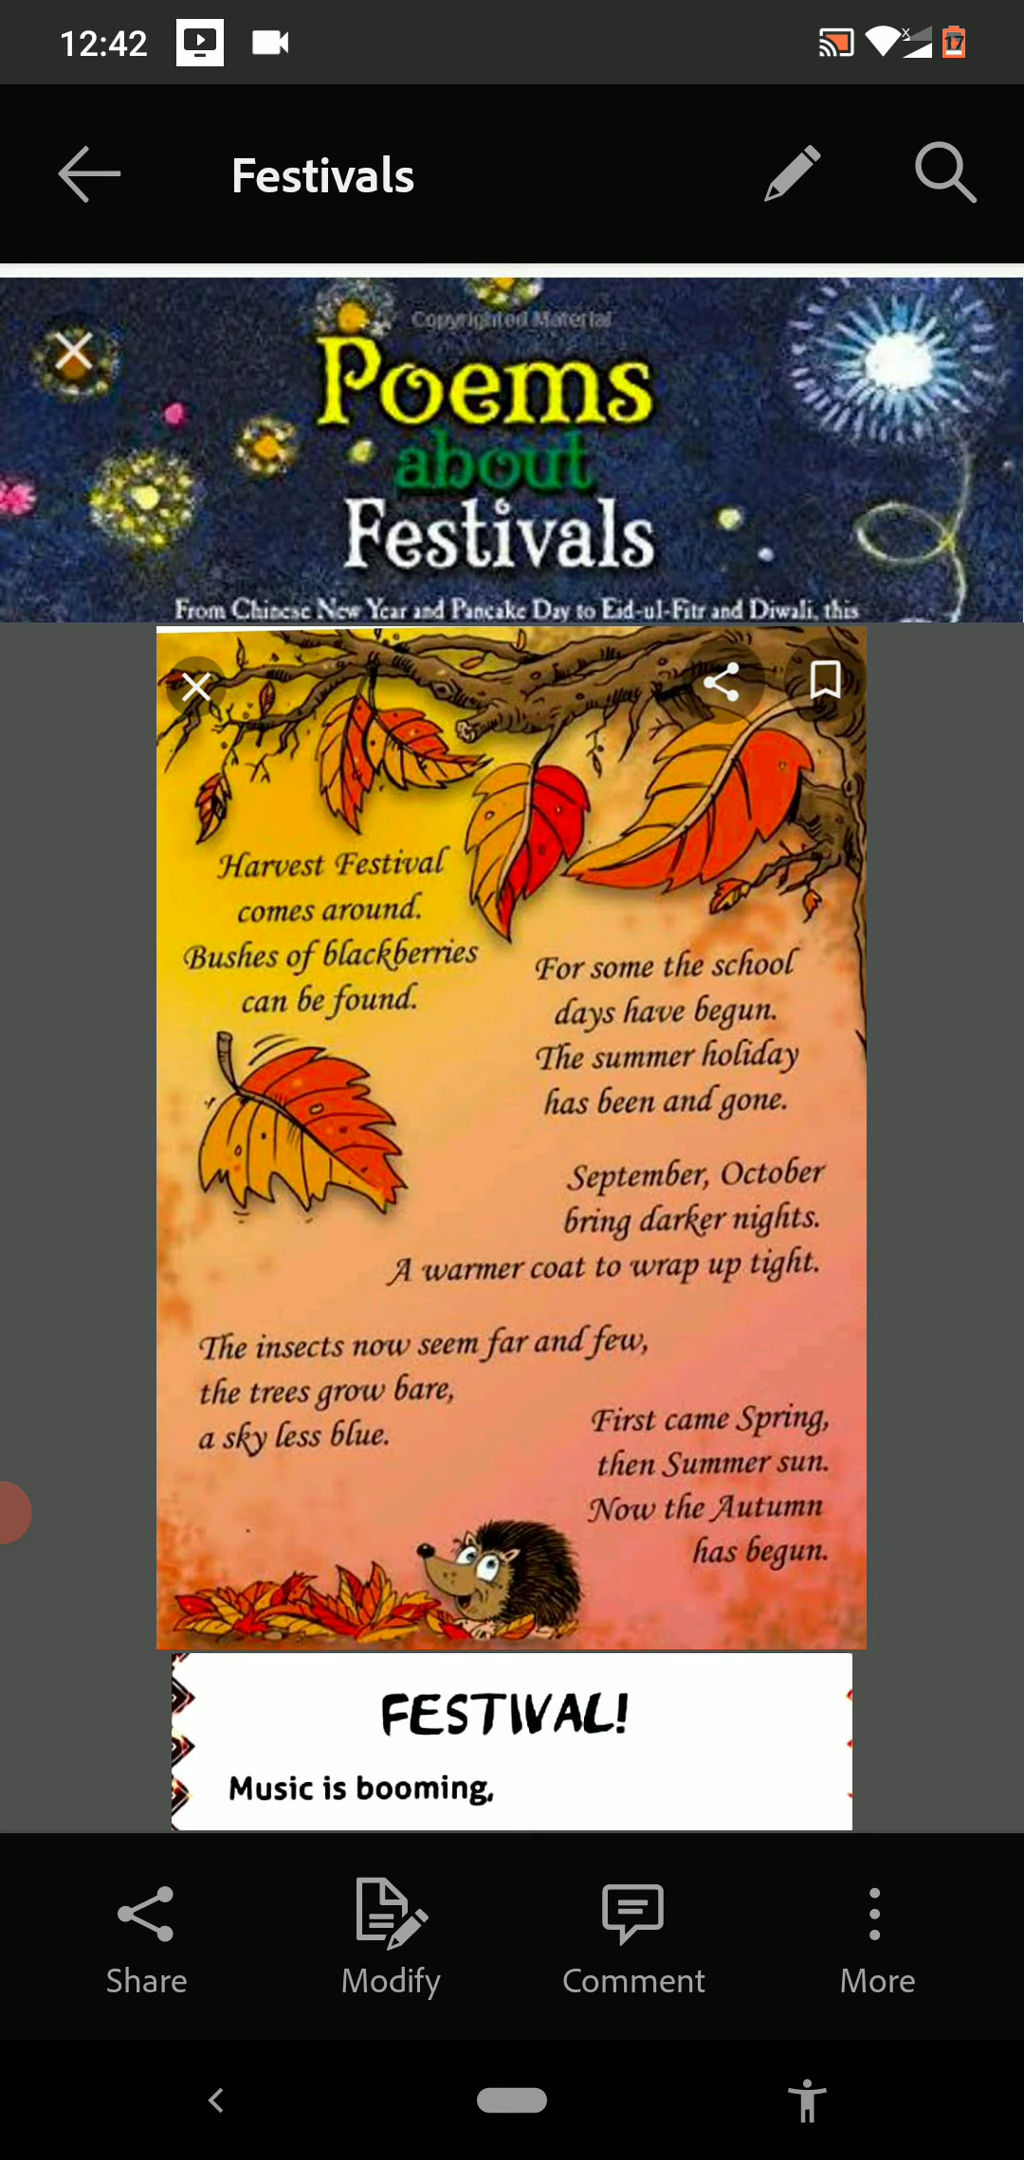 12:42
17
Festivals
Copyrighted Material
Poems
about
Festivals
From Chinese New Year and Pancake Day to Eid-ul-Fitr and Diwali, this
Harvest Festival
comes around.
Bushes of blackberries
can be found.
For some the school
days have begun.
The summer holiday
has been and gone.
September, October
bring darker nights.
A warmer coat to wrap up tight.
The insects now seem far and few,
the trees grow bare,
a sky less blue.
First came Spring,
then Summer sun.
Now the Autumn
has begun.
FESTIVAL!
Music is booming,
Share
Modify
Comment
More